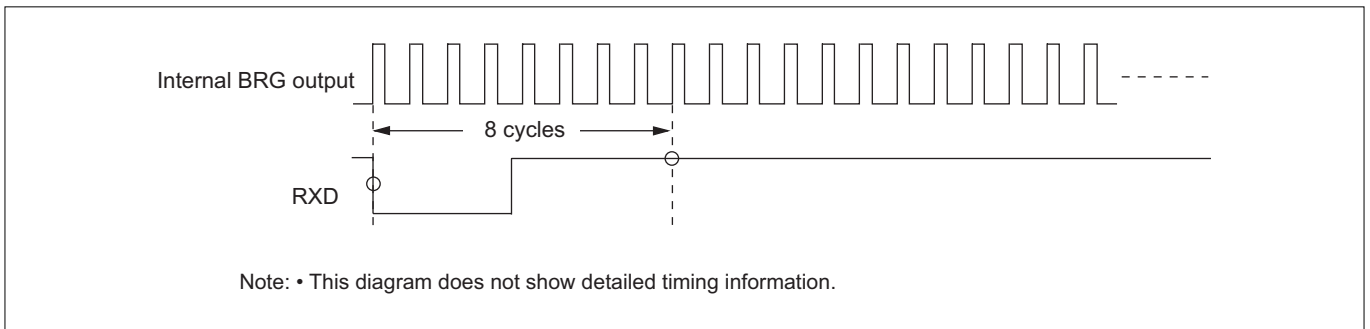 Internal BRG output
8 cycles
RXD
Note: • This diagram does not show detailed timing information.